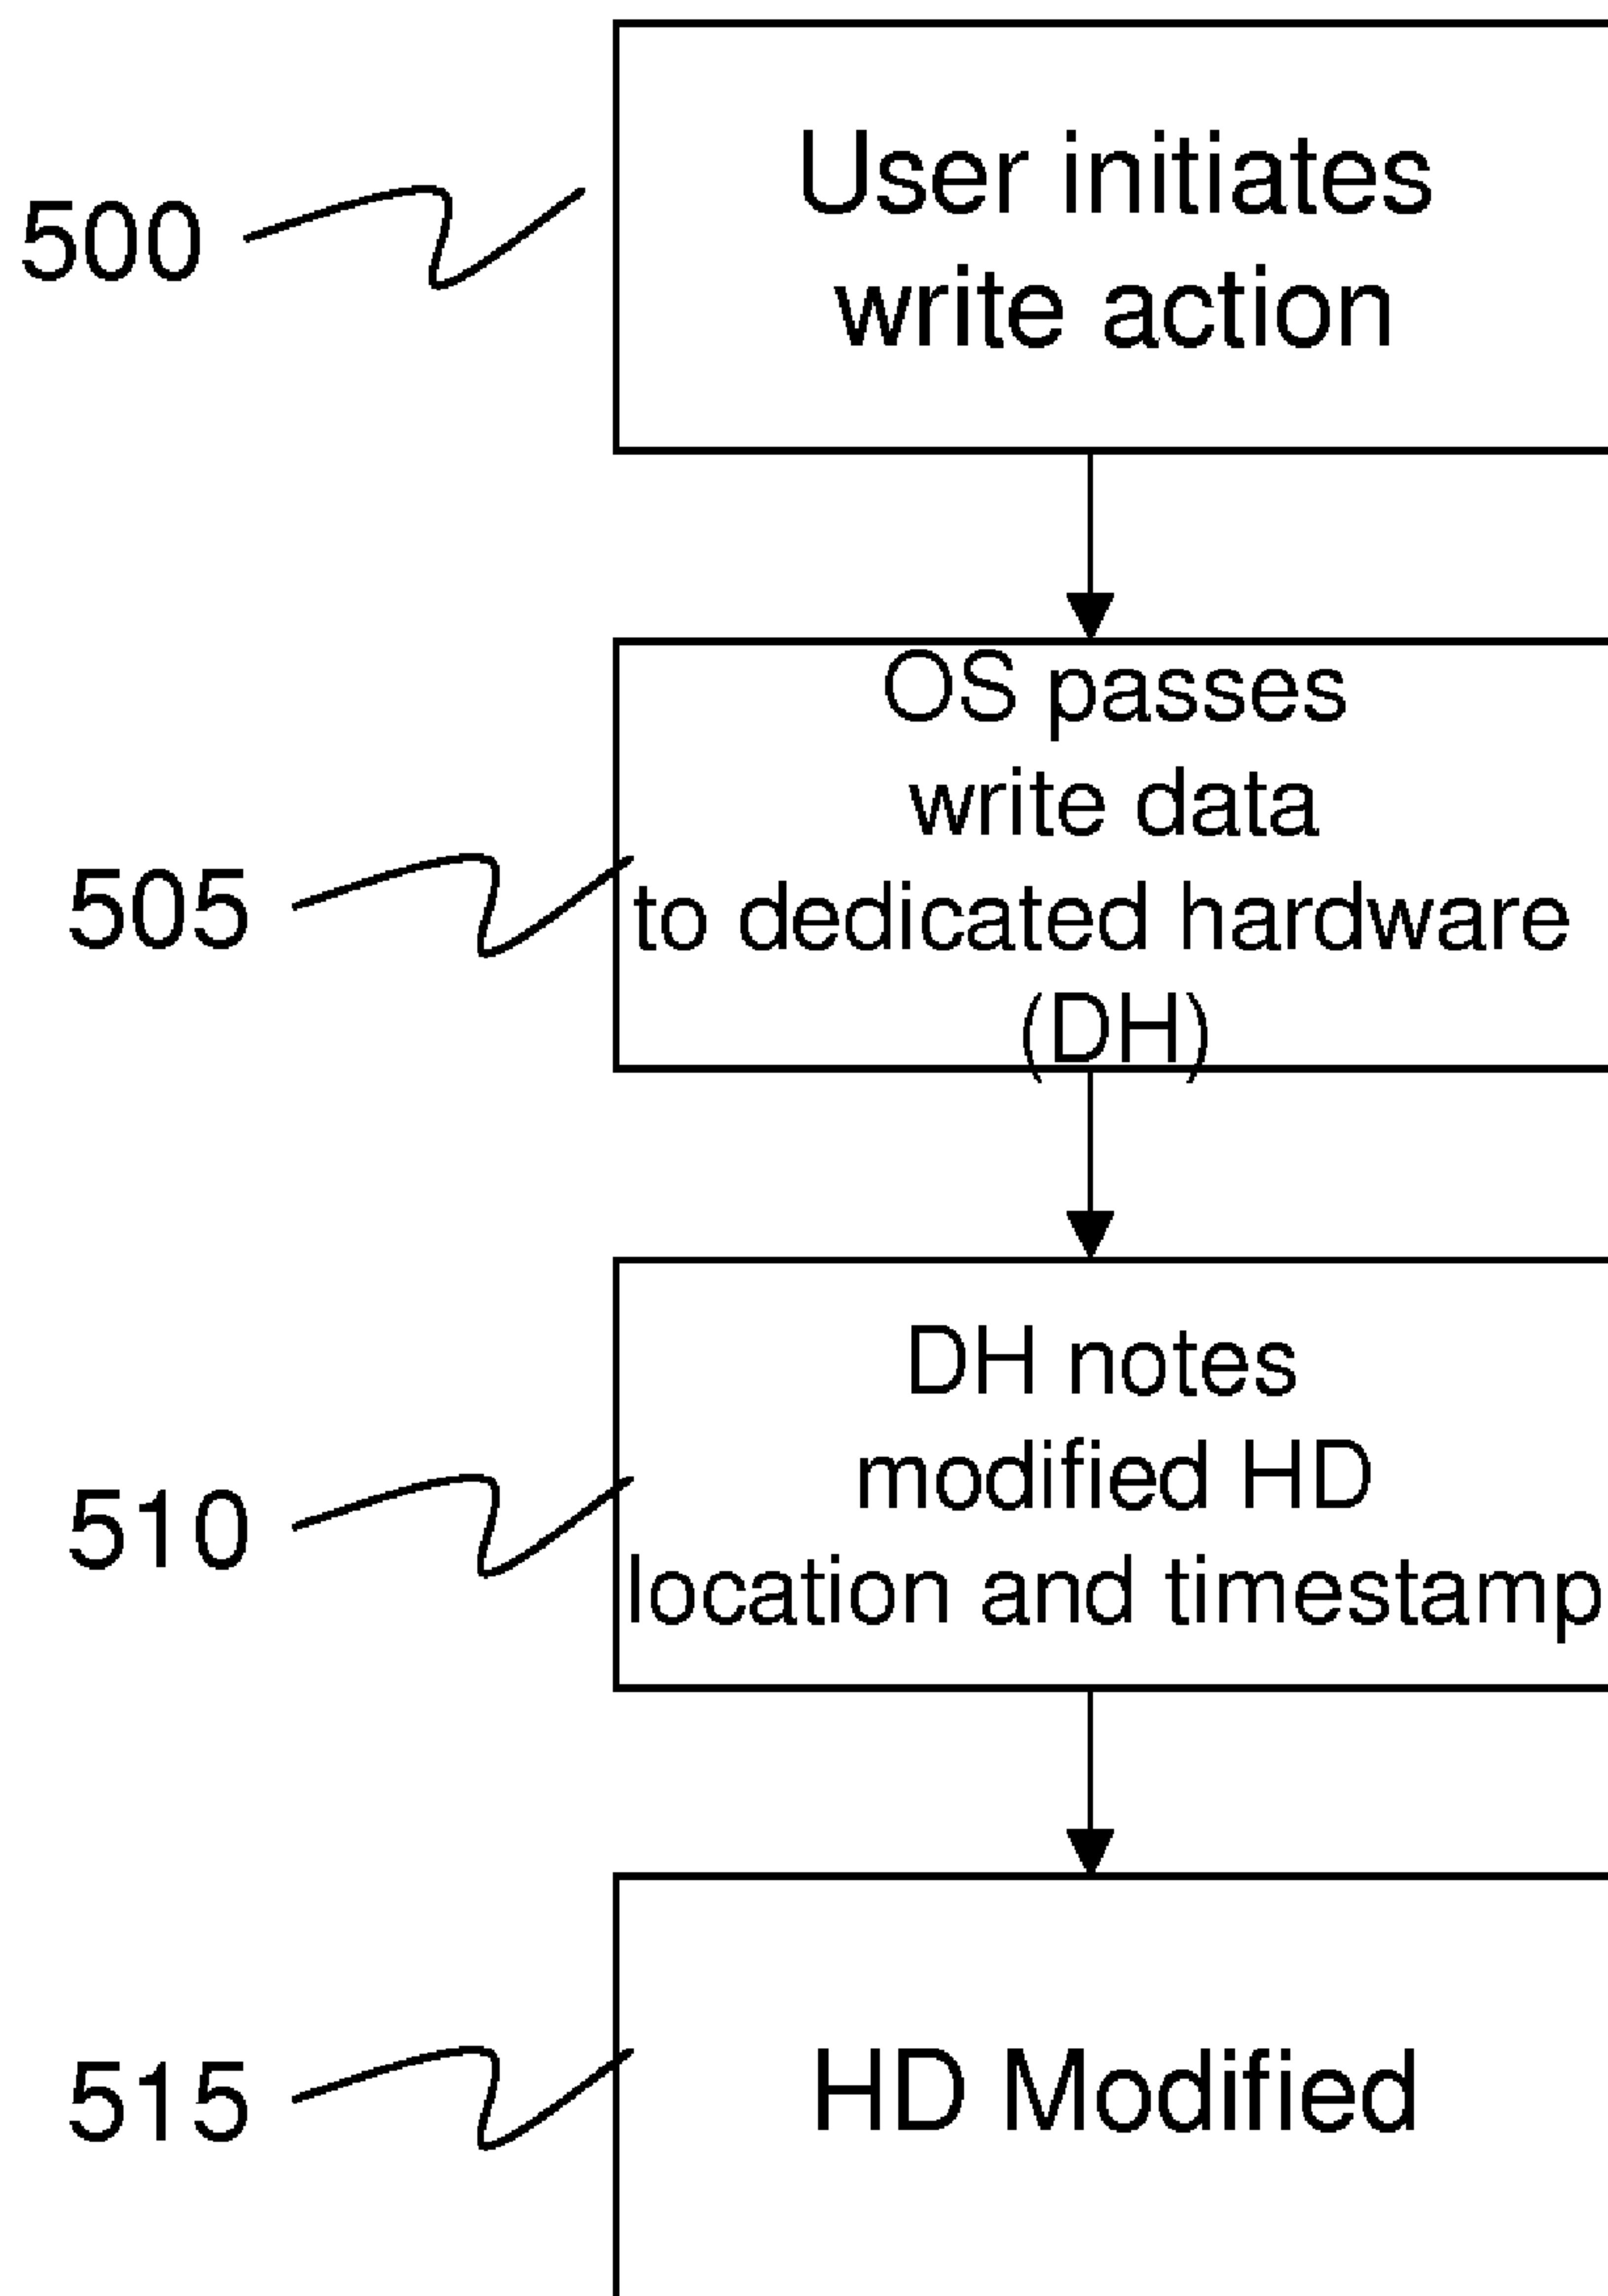 500
User initiates
write action
505
OS passes
write data
to dedicated hardware
(DH)
510
DH notes
modified HD
location and timestamp
515
HD Modified